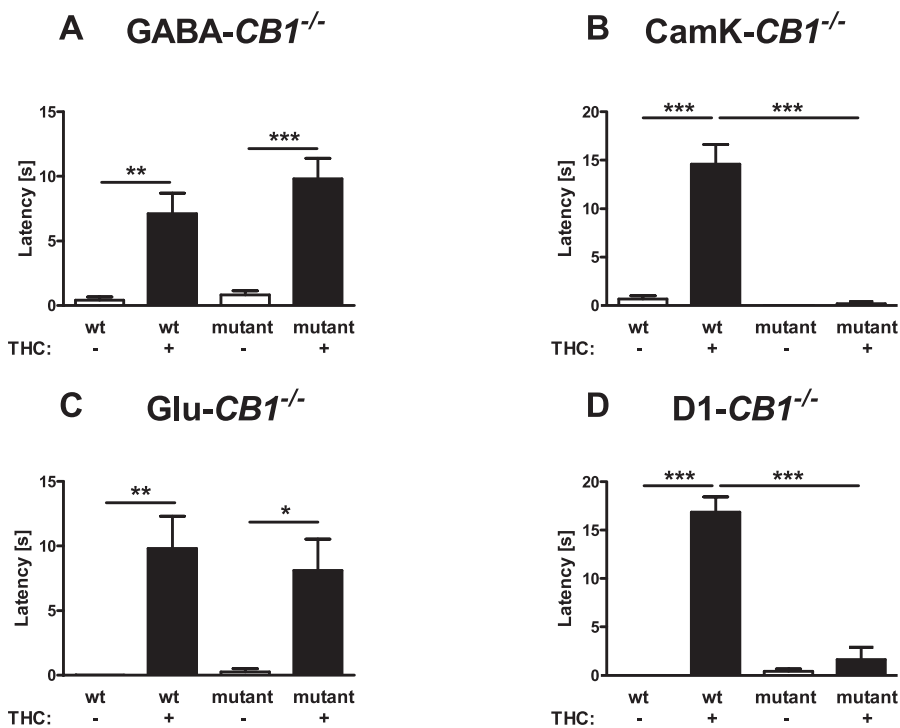 A GABA-CB1-/-
Latency [s]
15
10
5
0
**
***
wt wt mutant mutant
THC: - + - +
B CamK-CB1-/-
Latency [s]
20
15
10
5
0
***
***
wt wt mutant mutant
THC: - + - +
C Glu-CB1-/-
Latency [s]
15
10
5
0
**
*
wt wt mutant mutant
THC: - + - +
D D1-CB1-/-
Latency [s]
20
15
10
5
0
***
***
wt wt mutant mutant
THC: - + - +